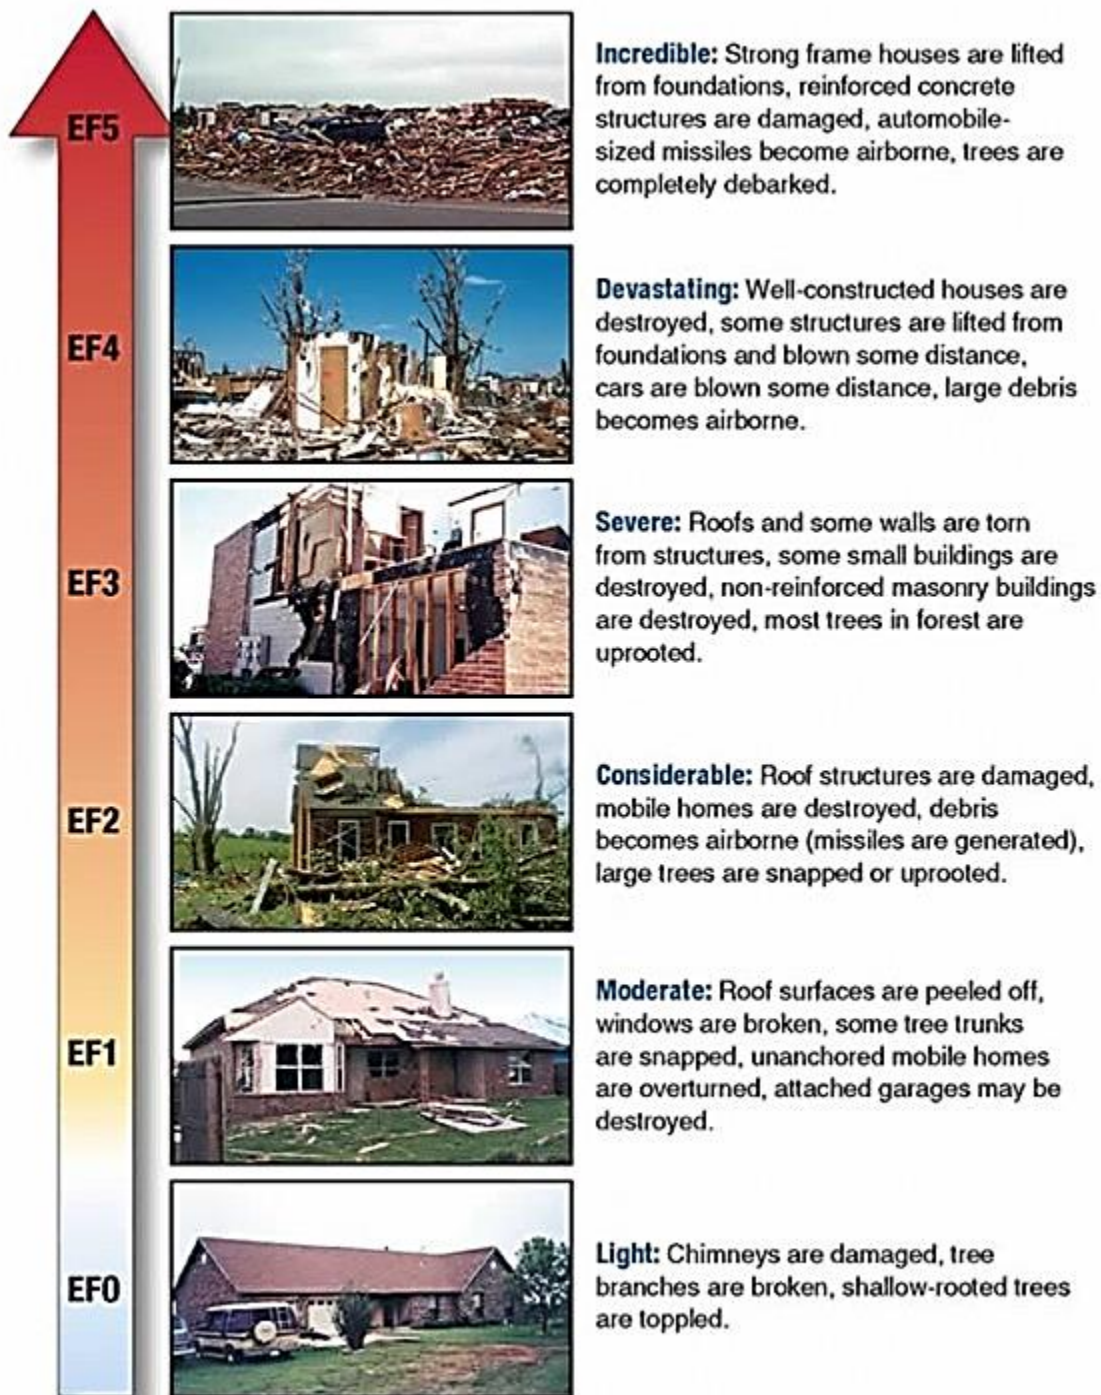 EF5
Incredible: Strong frame houses are lifted
from foundations, reinforced concrete
structures are damaged, automobile-
sized missiles become airborne, trees are
completely debarked.
EF4
Devastating: Well-constructed houses are
destroyed, some structures are lifted from
foundations and blown some distance,
cars are blown some distance, large debris
becomes airborne.
EF3
Severe: Roofs and some walls are torn
from structures, some small buildings are
destroyed, non-reinforced masonry buildings
are destroyed, most trees in forest are
uprooted.
EF2
Considerable: Roof structures are damaged,
mobile homes are destroyed, debris
becomes airborne (missiles are generated),
large trees are snapped or uprooted.
EF1
Moderate: Roof surfaces are peeled off,
windows are broken, some tree trunks
are snapped, unanchored mobile homes
are overturned, attached garages may be
destroyed.
EF0
Light: Chimneys are damaged, tree
branches are broken, shallow-rooted trees
are toppled.